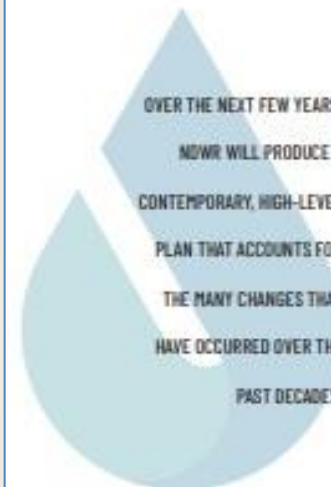 OVER THE NEXT FEW YEARS
NDWR WILL PRODUCE
CONTEMPORARY, HIGH-LEVE
PLAN THAT ACCOUNTS FO
THE MANY CHANGES THA
HAVE OCCURRED OVER TH
PAST DECADE